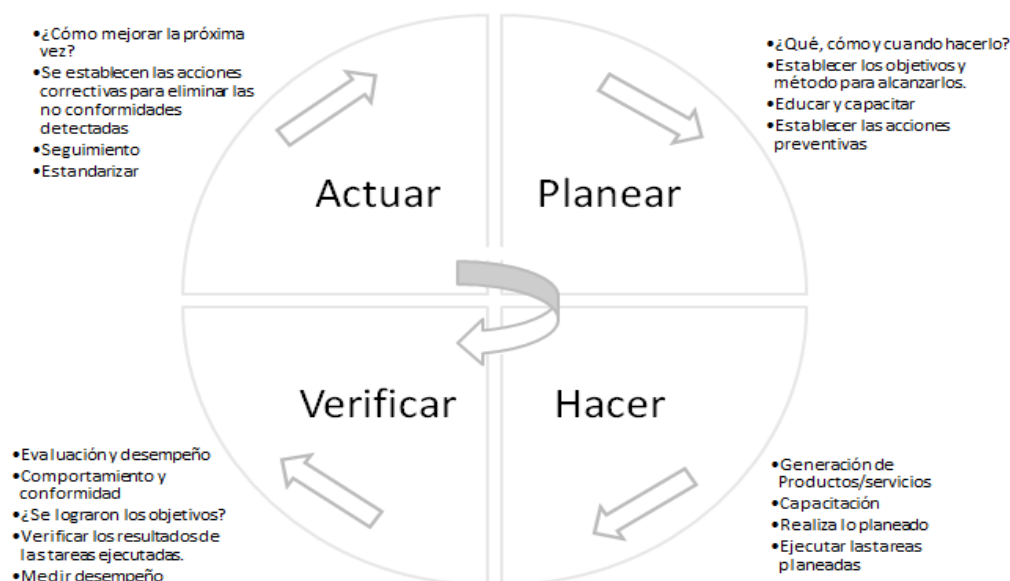 •¿Cómo mejorar la próxima
vez?
•Se establecen las acciones
correctivas para eliminar las
no conformidades
detectadas
•Seguimiento
•Estandarizar
•¿Qué, cómo y cuando hacerlo?
•Establecer los objetivos y
método para alcanzarlos.
•Educar y capacitar
•Establecer las acciones
preventivas
Actuar
Planear
Verificar
Hacer
•Evaluación y desempeño
•Comportamiento y
conformidad
•¿Se lograron los objetivos?
•Verificar los resultados de
las tareas ejecutadas.
•Medir desempeño
•Generación de
Productos/servicios
•Capacitación
•Realiza lo planeado
•Ejecutar las tareas
planeadas